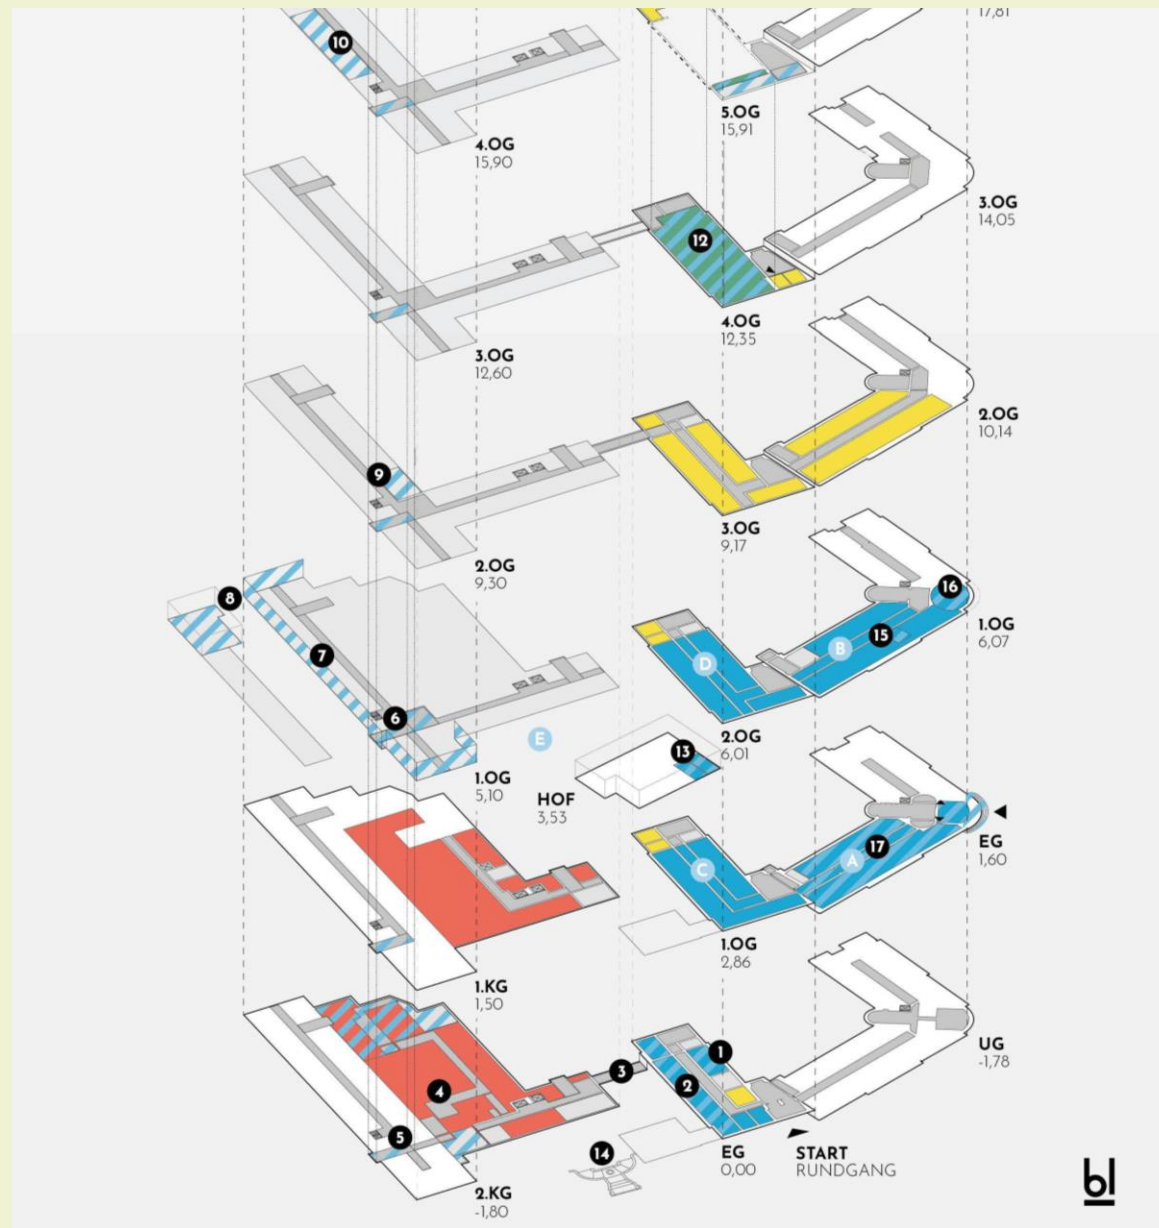 17,81
10
5.OG
15,91
4.OG
15,90
3.OG
14,05
12
4.OG
12,35
3.OG
12,60
2.OG
10,14
9
3.OG
9,17
2.OG
9,30
16
8
1.OG
6,07
15
B
7
D
6
2.OG
6,01
E
13
1.OG
5,10
HOF
3,53
EG
1,60
17
A
C
1.OG
2,86
1.KG
1,50
UG
-1,78
1
3
2
4
5
14
EG
0,00
START
RUNDGANG
2.KG
-1,80
bl